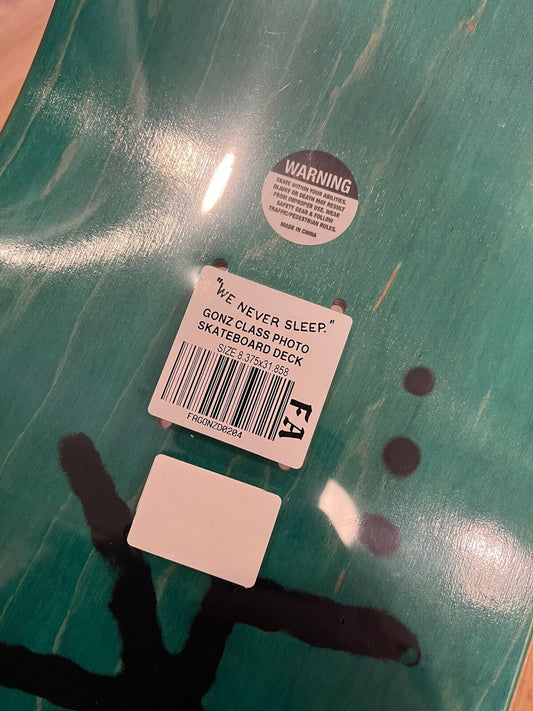 WARNING
SKATE WITHIN YOUR ABILITIES.
INJURY OR DEATH MAY RESULT
FROM IMPROPER USE. WEAR
SAFETY GEAR & FOLLOW
TRAFFIC/PEDESTRIAN RULES.
MADE IN CHINA
"WE NEVER SLEEP."
GONZ CLASS PHOTO
SKATEBOARD DECK
SIZE 8.375x31.858
FAGONZD0204
FA